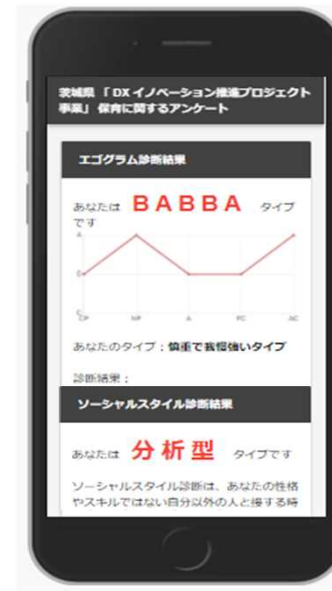 茨城県 「 DX イノベーション推進プロジェクト
事業」 保育に関するアンケート
エゴグラム診断結果
あなたは ＢＡＢＢＡ タイプ
です
A
B
C
CP NP A FC AC
あなたのタイプ：慎重で我慢強いタイプ
診断結果：
ソーシャルスタイル診断結果
あなたは 分析型 タイプです
ソーシャルスタイル診断は、あなたの性格
やスキルではない自分以外の人と接する時